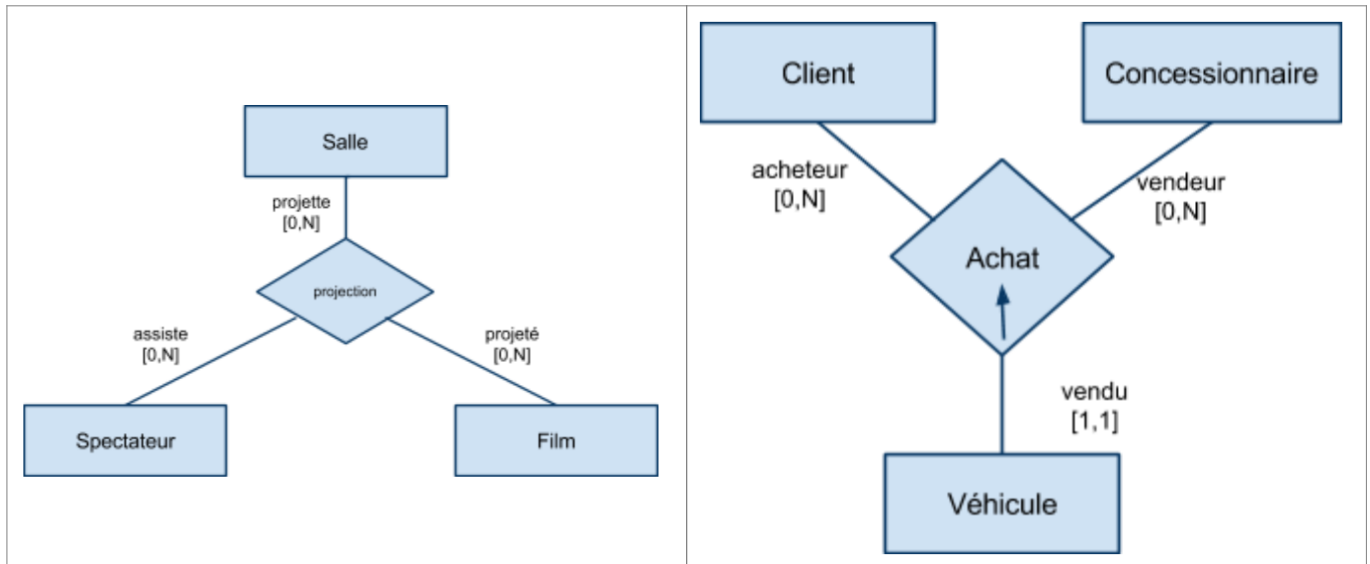 Salle
projette
[0,N]
projection
assiste
[0,N]
projeté
[0,N]
Spectateur
Film
Client
Concessionnaire
acheteur
[0,N]
vendeur
[0,N]
Achat
vendu
[1,1]
Véhicule